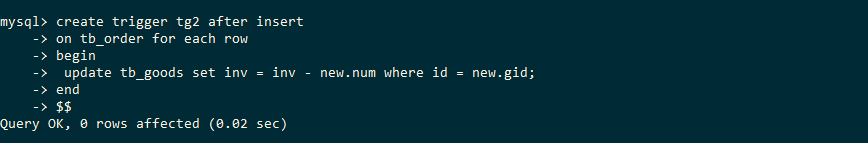 mysql> create trigger tg2 after insert
-> on tb_order for each row
-> begin
-> update tb_goods set inv = inv - new.num where id = new.gid;
-> end
-> $$
Query OK, 0 rows affected (0.02 sec)